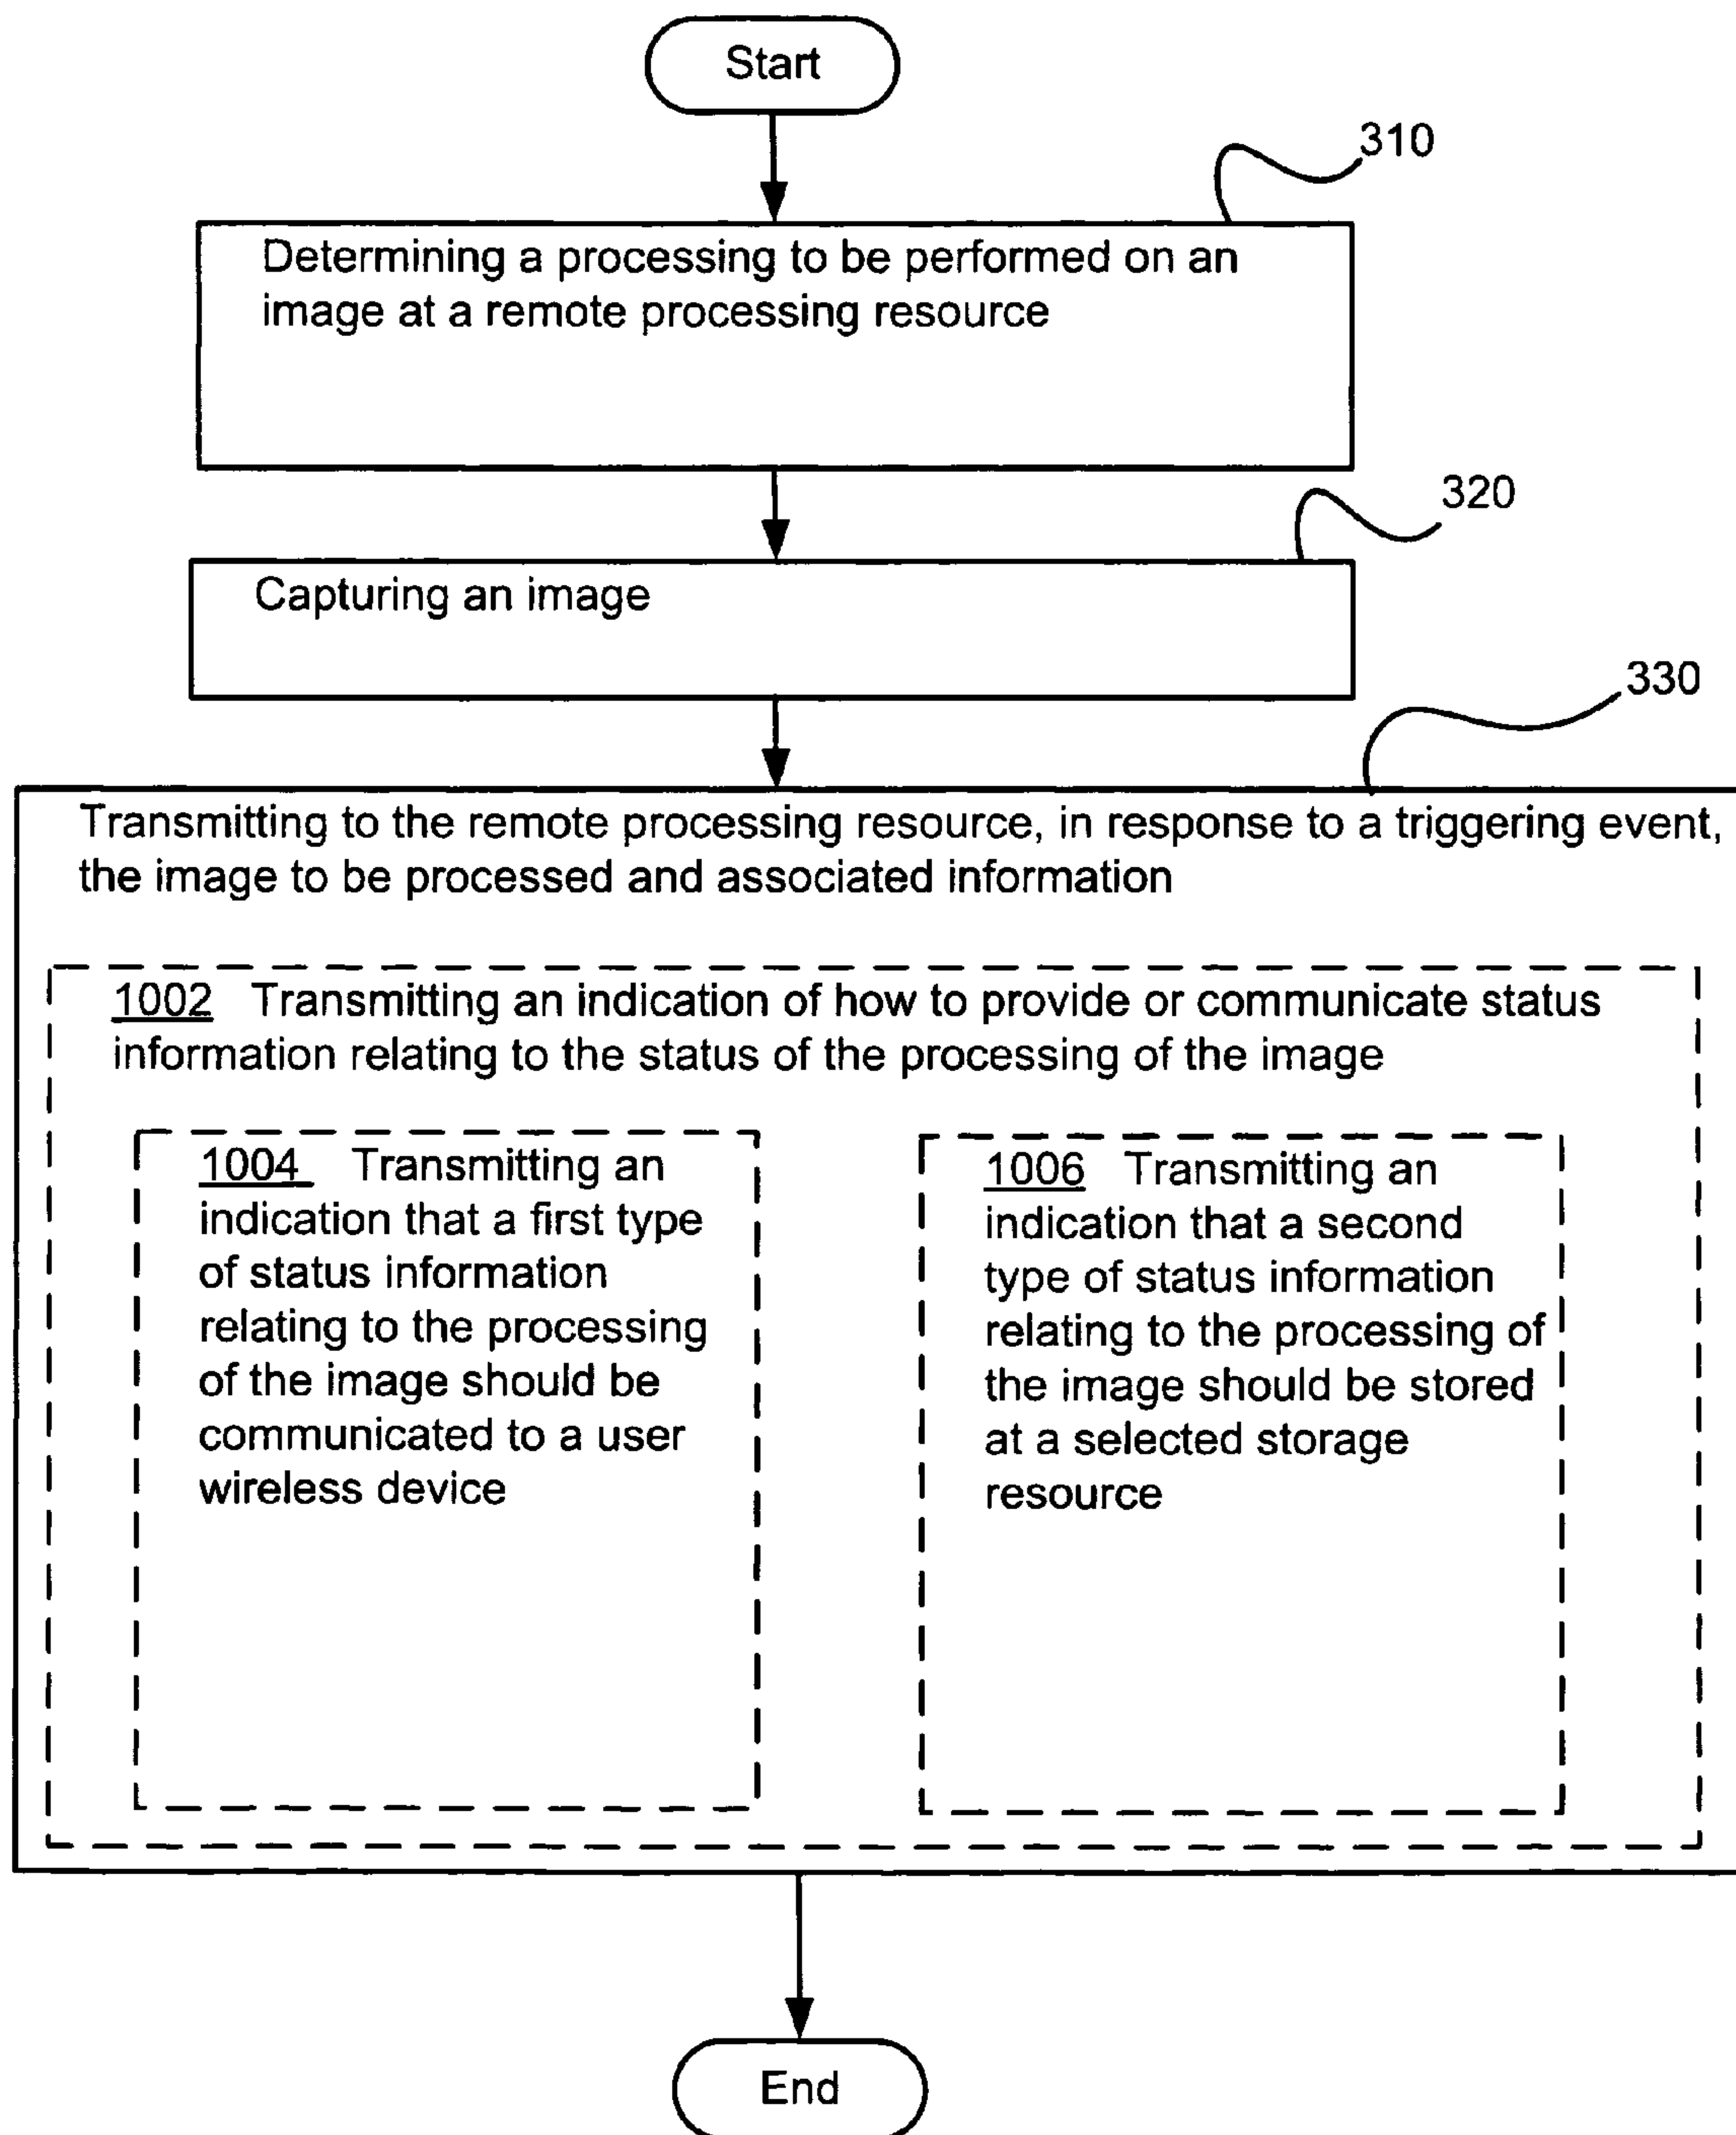 Start
310
Determining a processing to be performed on an
image at a remote processing resource
320
Capturing an image
330
Transmitting to the remote processing resource, in response to a triggering event,
the image to be processed and associated information
1002 Transmitting an indication of how to provide or communicate status
information relating to the status of the processing of the image
1004 Transmitting an
indication that a first type
of status information
relating to the processing
of the image should be
communicated to a user
wireless device
1006 Transmitting an
indication that a second
type of status information
relating to the processing of
the image should be stored
at a selected storage
resource
End